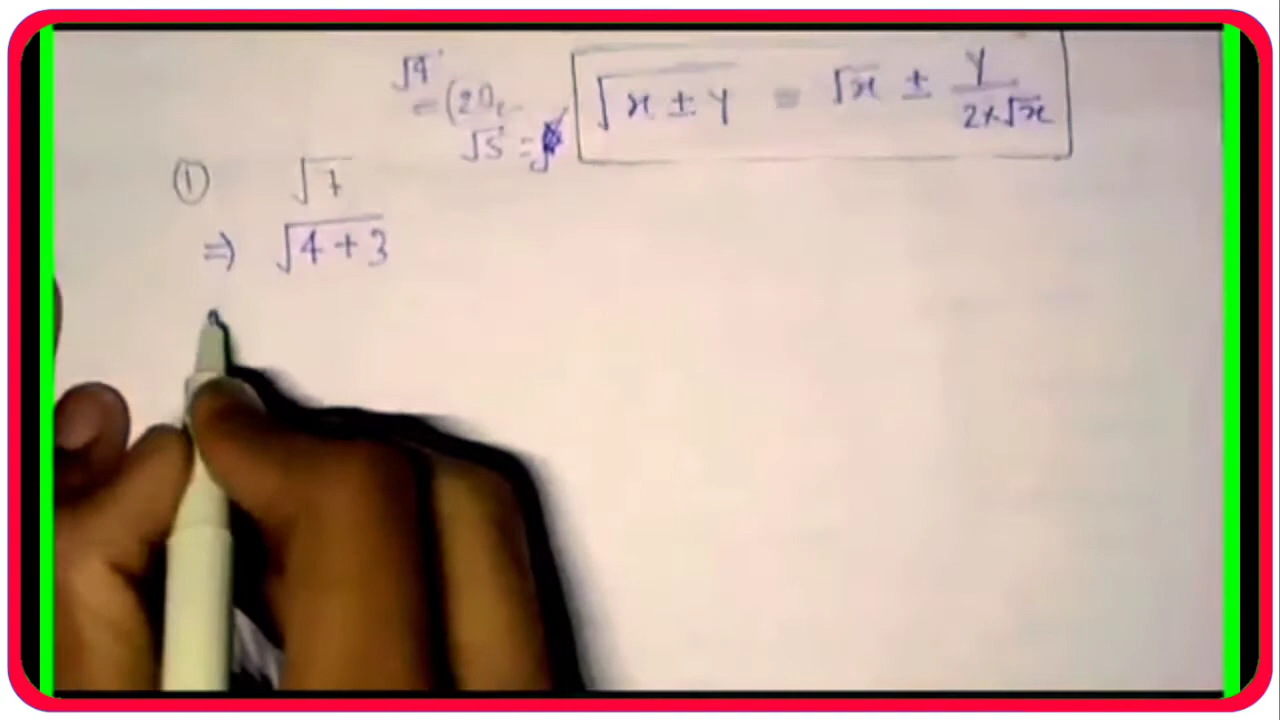 √4
= (2)
√5 =
√x ± y = √x ± y/2×√x
① √7
⇒ √4 + 3